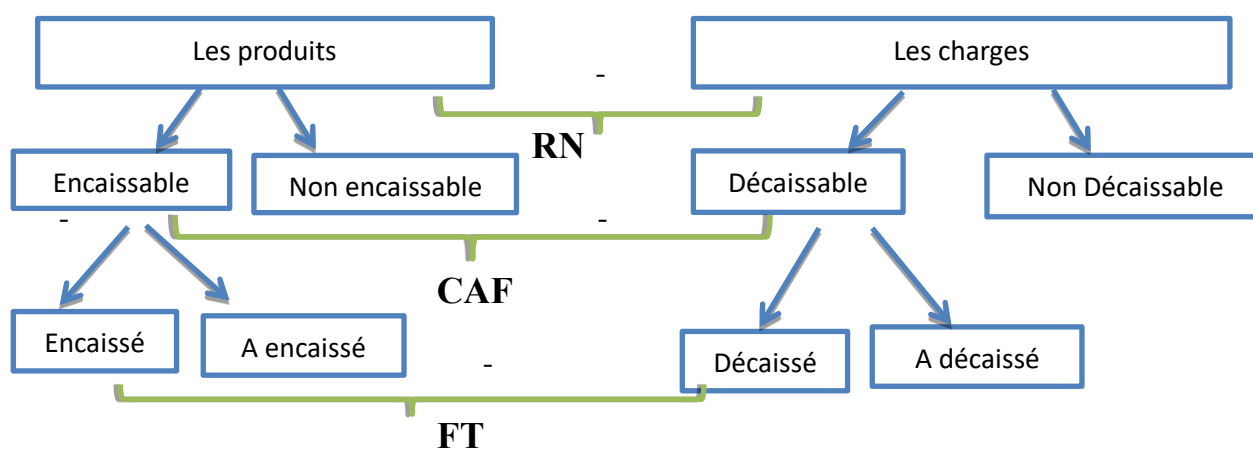 Les produits
-
Les charges
RN
Encaissable
Non encaissable
Décaissable
Non Décaissable
-
-
CAF
Encaissé
A encaissé
-
Décaissé
A décaissé
FT